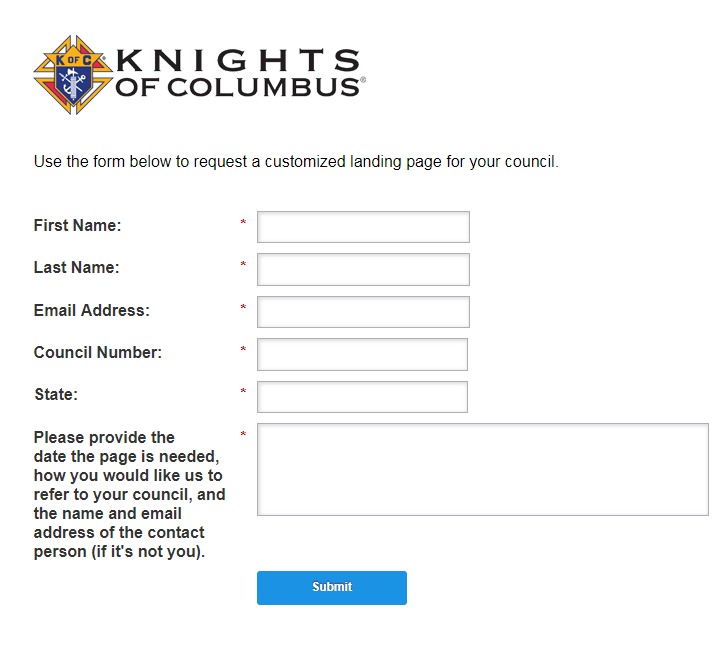 K OF C
KNIGHTS
OF COLUMBUS®
Use the form below to request a customized landing page for your council.
First Name: *
Last Name: *
Email Address: *
Council Number: *
State: *
Please provide the *
date the page is needed,
how you would like us to
refer to your council, and
the name and email
address of the contact
person (if it's not you).
Submit